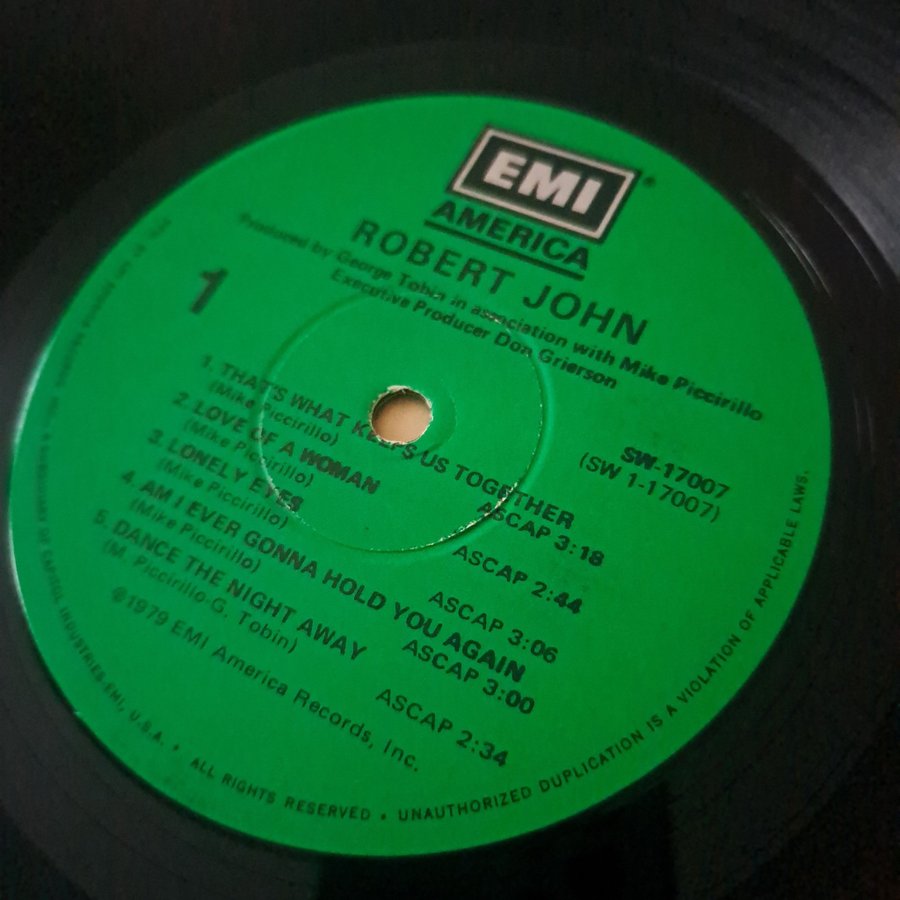 EMI
AMERICA
ROBERT JOHN
Produced by George Tobin in association with Mike Piccirillo
Executive Producer Don Grierson
1
SW-17007
(SW 1-17007)
1. THAT'S WHAT KEEPS US TOGETHER
(Mike Piccirillo) ASCAP 3:18
2. LOVE OF A WOMAN
(Mike Piccirillo) ASCAP 2:44
3. LONELY EYES
(Mike Piccirillo) ASCAP 3:06
4. AM I EVER GONNA HOLD YOU AGAIN
(Mike Piccirillo) ASCAP 3:00
5. DANCE THE NIGHT AWAY
(M. Piccirillo-G. Tobin) ASCAP 2:34
℗1979 EMI America Records, Inc.
INDUSTRIES LTD., U.S.A. • ALL RIGHTS RESERVED • UNAUTHORIZED DUPLICATION IS A VIOLATION OF APPLICABLE LAWS.